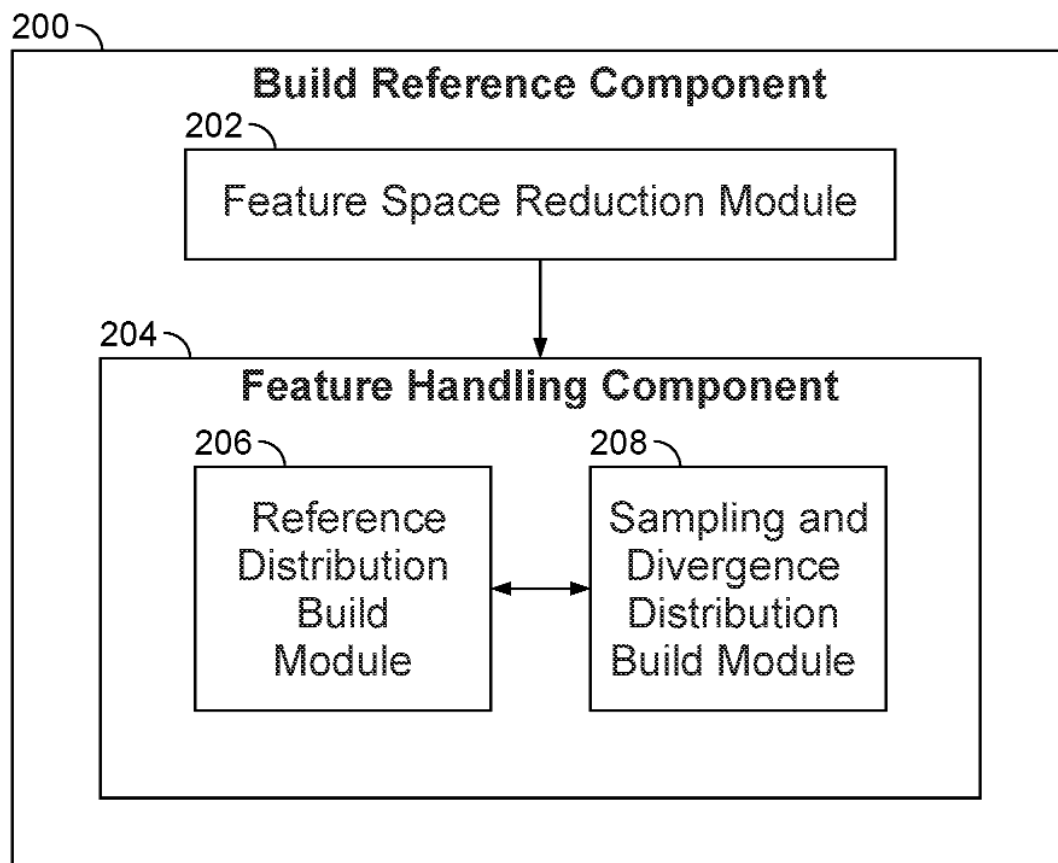 200
Build Reference Component
202
Feature Space Reduction Module
204
Feature Handling Component
206
Reference
Distribution
Build
Module
208
Sampling and
Divergence
Distribution
Build Module